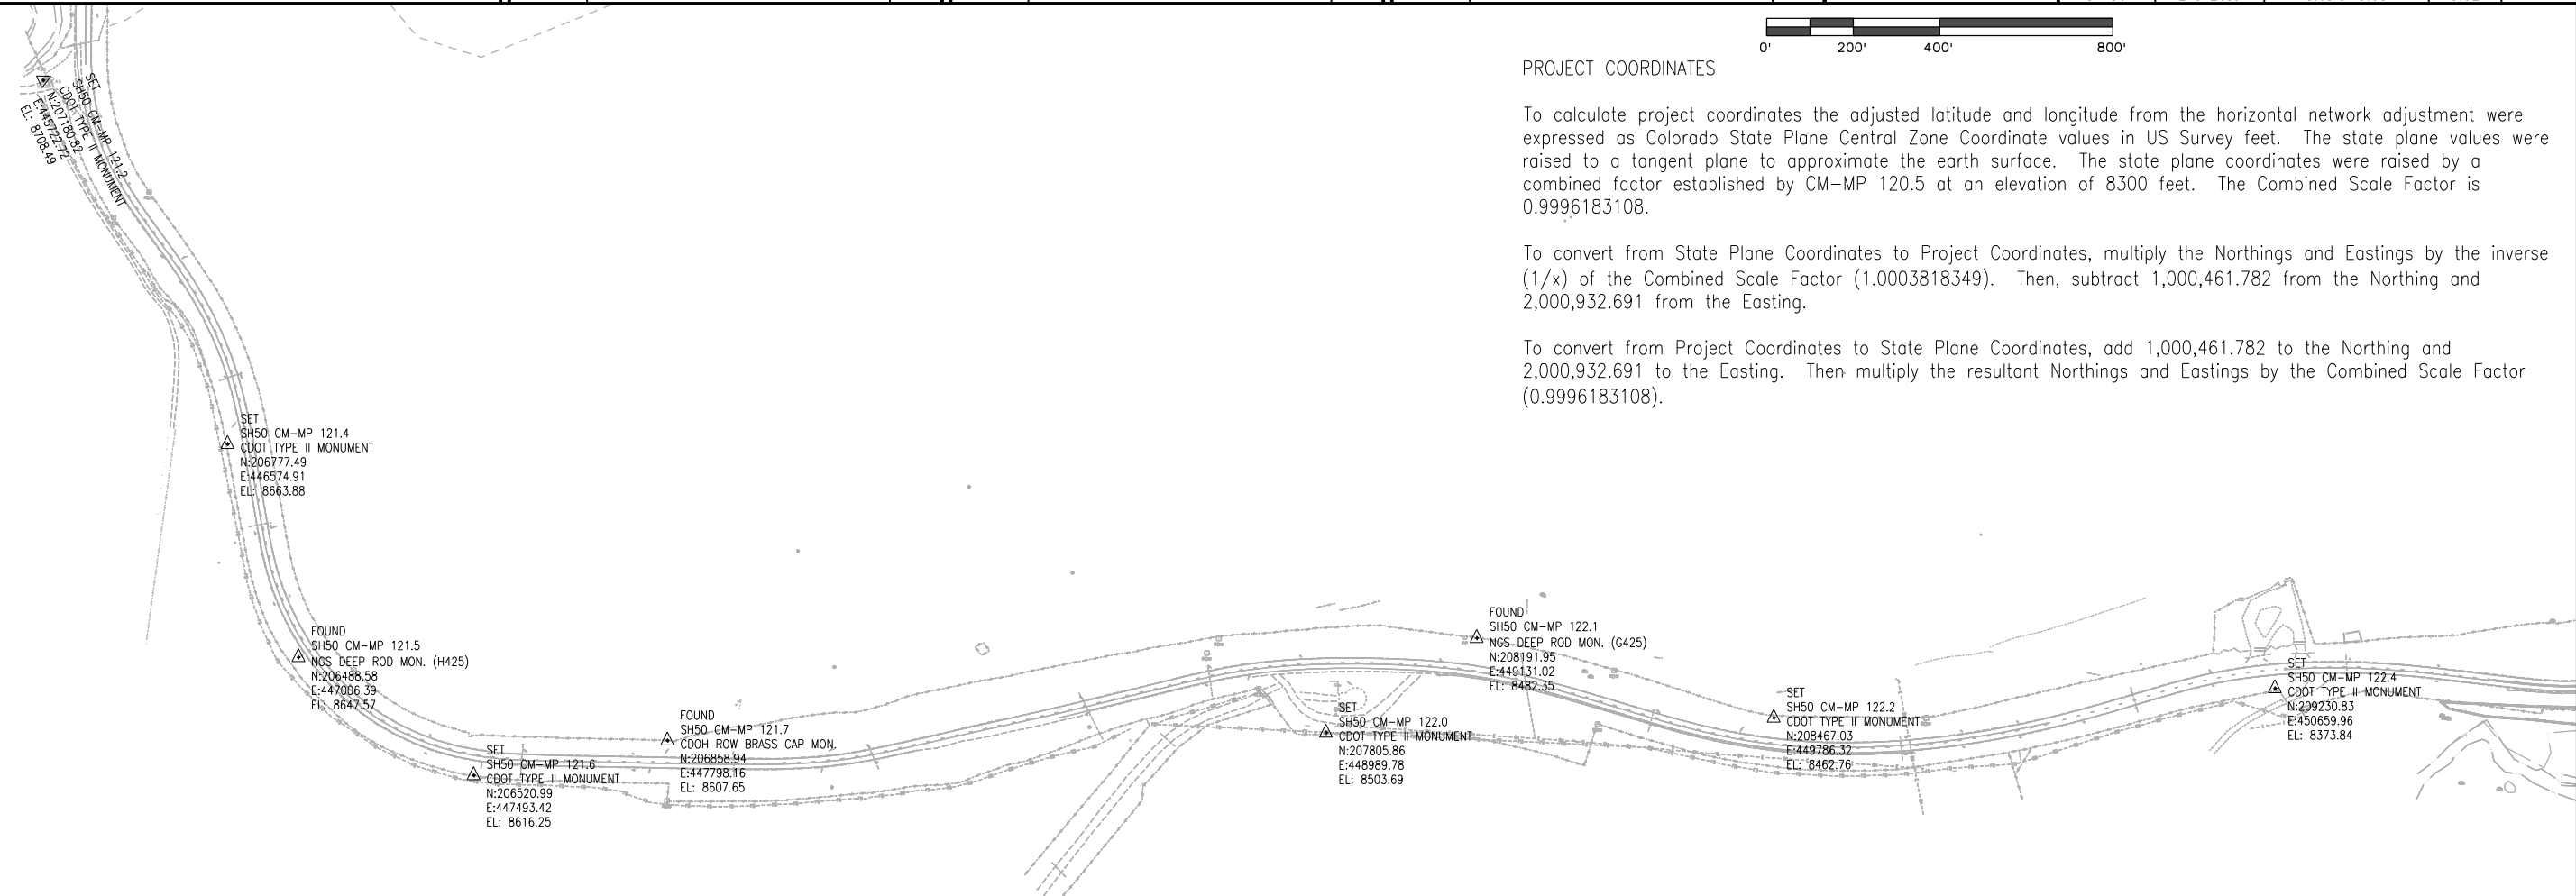 0' 200' 400' 800'
PROJECT COORDINATES
To calculate project coordinates the adjusted latitude and longitude from the horizontal network adjustment were
expressed as Colorado State Plane Central Zone Coordinate values in US Survey feet. The state plane values were
raised to a tangent plane to approximate the earth surface. The state plane coordinates were raised by a
combined factor established by CM-MP 120.5 at an elevation of 8300 feet. The Combined Scale Factor is
0.9996183108.
To convert from State Plane Coordinates to Project Coordinates, multiply the Northings and Eastings by the inverse
(1/x) of the Combined Scale Factor (1.0003818349). Then, subtract 1,000,461.782 from the Northing and
2,000,932.691 from the Easting.
To convert from Project Coordinates to State Plane Coordinates, add 1,000,461.782 to the Northing and
2,000,932.691 to the Easting. Then multiply the resultant Northings and Eastings by the Combined Scale Factor
(0.9996183108).
SET
SH50 CM-MP 121.2
CDOT TYPE II MONUMENT
N:207180.82
E:445722.72
EL: 8708.49
SET
SH50 CM-MP 121.4
CDOT TYPE II MONUMENT
N:206777.49
E:446574.91
EL: 8663.88
FOUND
SH50 CM-MP 121.5
NGS DEEP ROD MON. (H425)
N:206488.58
E:447006.39
EL: 8647.57
SET
SH50 CM-MP 121.6
CDOT TYPE II MONUMENT
N:206520.99
E:447493.42
EL: 8616.25
FOUND
SH50 CM-MP 121.7
CDOH ROW BRASS CAP MON.
N:206858.94
E:447798.16
EL: 8607.65
SET
SH50 CM-MP 122.0
CDOT TYPE II MONUMENT
N:207805.86
E:448989.78
EL: 8503.69
FOUND
SH50 CM-MP 122.1
NGS DEEP ROD MON. (G425)
N:208191.95
E:449131.02
EL: 8482.35
SET
SH50 CM-MP 122.2
CDOT TYPE II MONUMENT
N:208467.03
E:449786.32
EL: 8462.76
SET
SH50 CM-MP 122.4
CDOT TYPE II MONUMENT
N:209230.83
E:450659.96
EL: 8373.84